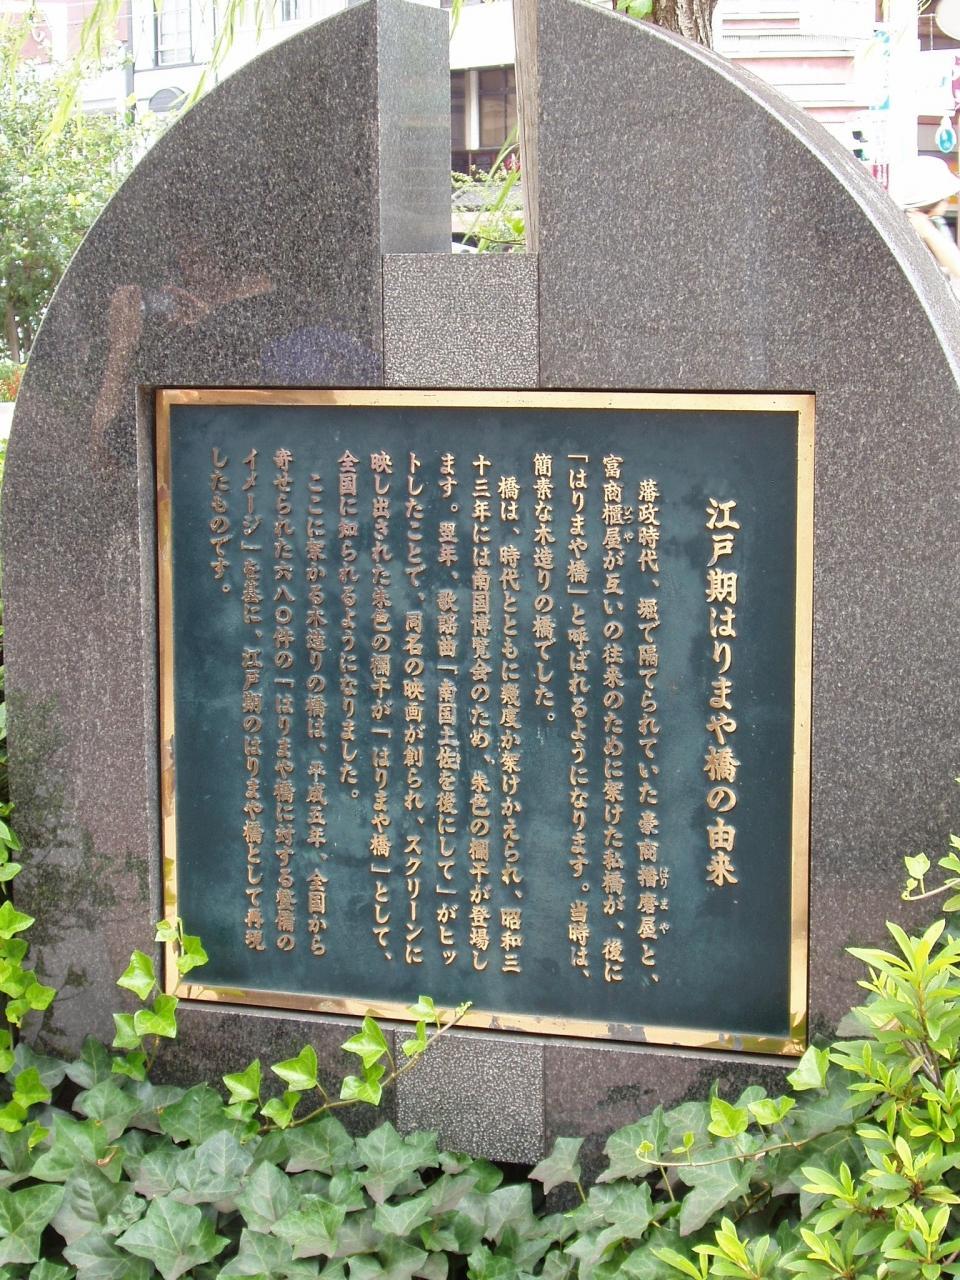 江戸期はりまや橋の由来
藩政時代、堀で隔てられていた豪商播磨屋と、
はりまや
富商櫃屋が互いの往来のために架けた私橋が、後に
ひつや
「はりまや橋」と呼ばれるようになります。当時は、
簡素な木造りの橋でした。
橋は、時代とともに幾度か架けかえられ、昭和三
十三年には南国博覧会のため、朱色の欄干が登場し
ます。翌年、歌謡曲「南国土佐を後にして」がヒッ
トしたことで、同名の映画が創られ、スクリーンに
映し出された朱色の欄干が「はりまや橋」として、
全国に知られるようになりました。
ここに架かる木造りの橋は、平成五年、全国から
寄せられた六八〇件の「はりまや橋に対する整備の
イメージ」を基に、江戸期のはりまや橋として再現
したものです。